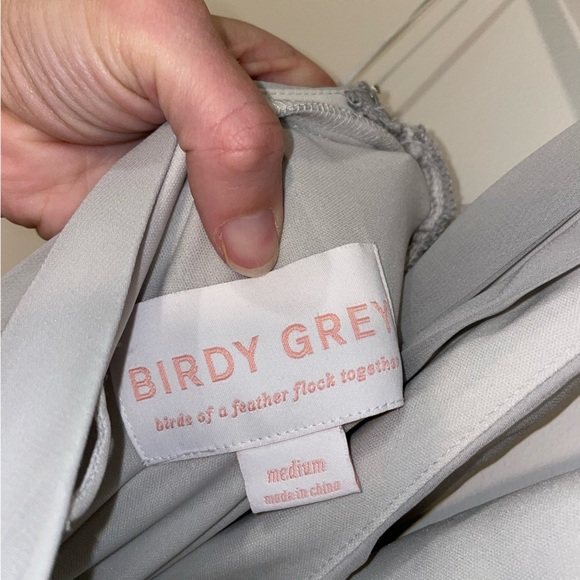 BIRDY GREY
birds of a feather flock together
medium
made in china